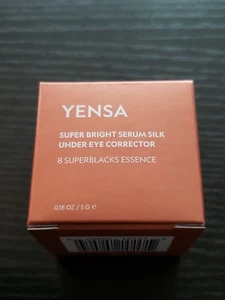 YENSA
SUPER BRIGHT SERUM SILK
UNDER EYE CORRECTOR
8 SUPERBLACKS ESSENCE
0.18 OZ / 5 G e